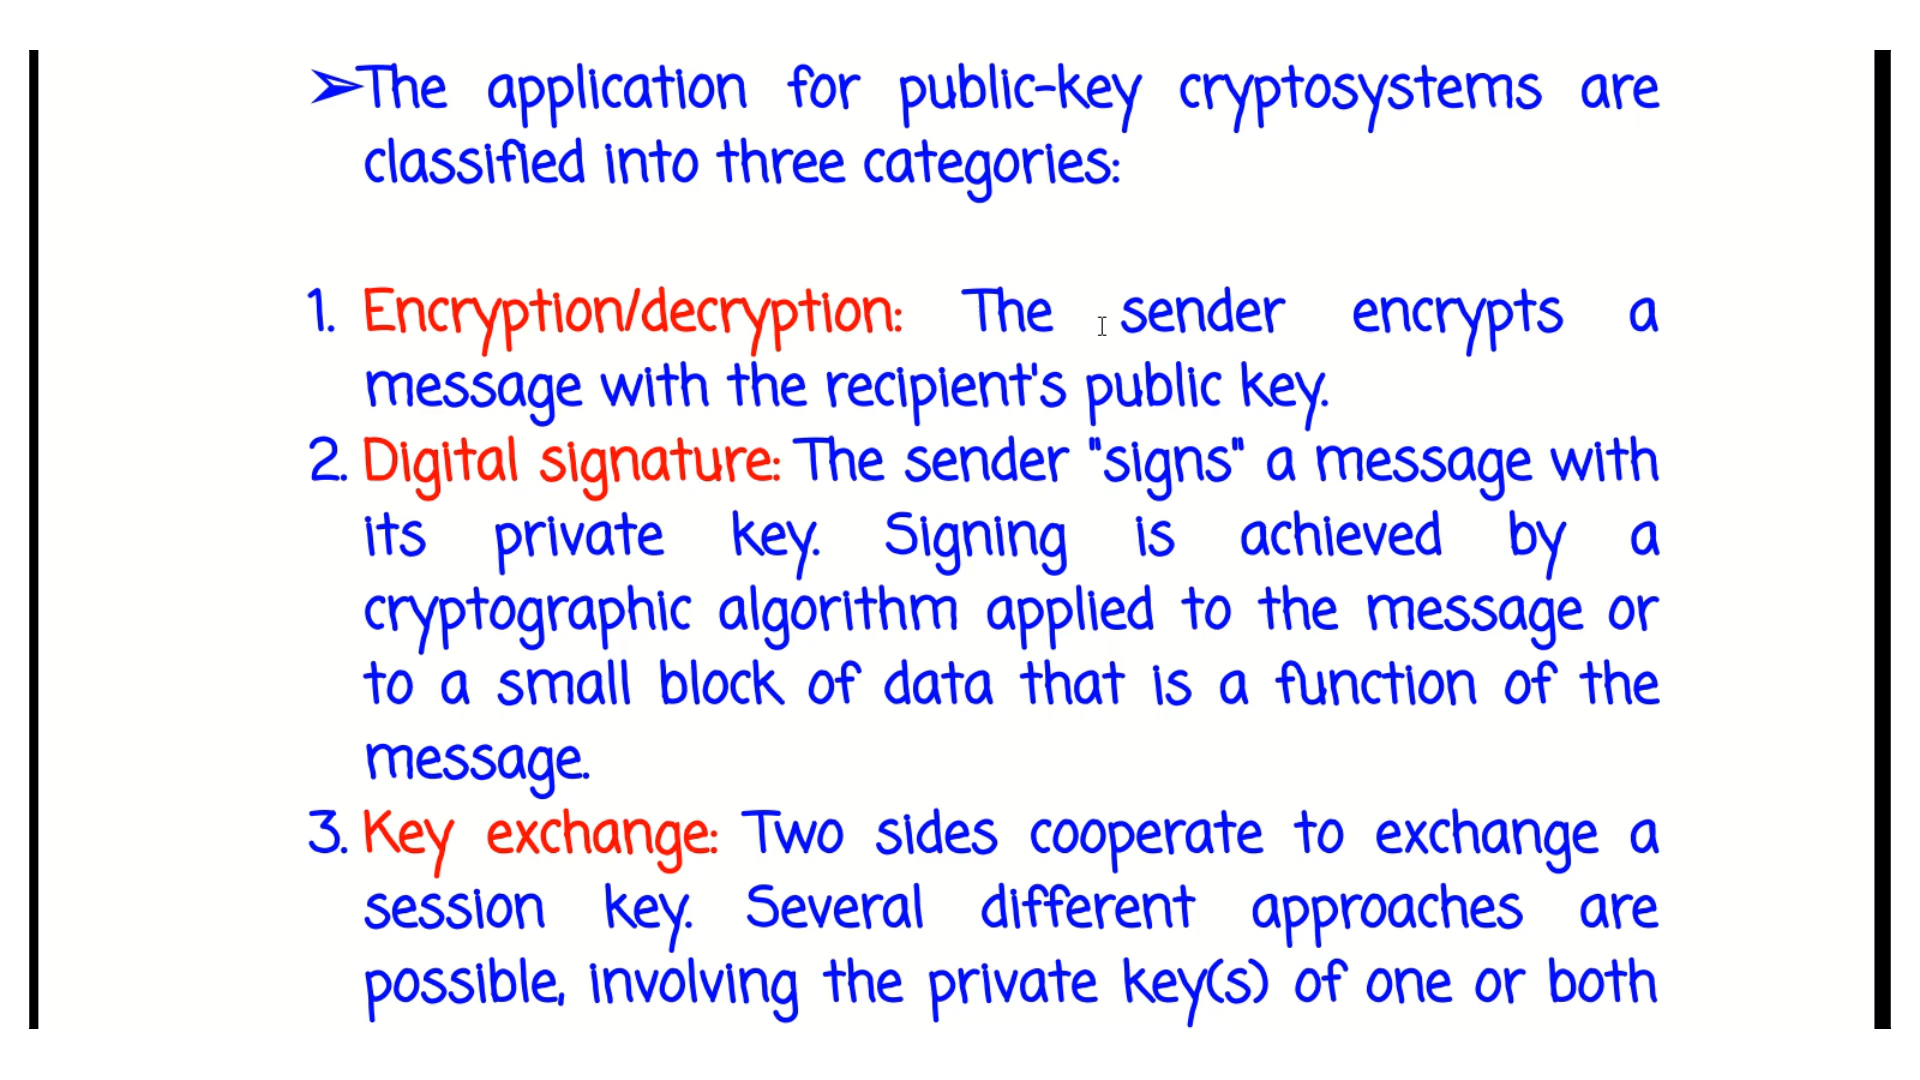 ➢The application for public-key cryptosystems are
classified into three categories:
1. Encryption/decryption: The sender encrypts a
message with the recipient's public key.
2. Digital signature: The sender "signs" a message with
its private key. Signing is achieved by a
cryptographic algorithm applied to the message or
to a small block of data that is a function of the
message.
3. Key exchange: Two sides cooperate to exchange a
session key. Several different approaches are
possible, involving the private key(s) of one or both